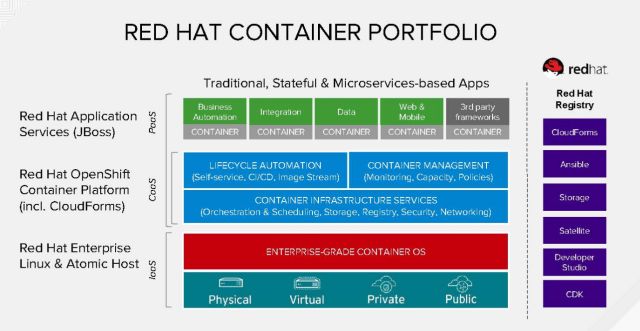 RED HAT CONTAINER PORTFOLIO
redhat.
Traditional, Stateful & Microservices-based Apps
Red Hat
Registry
Red Hat Application
Services (JBoss)
PaaS
Business
Automation
Integration
Data
Web &
Mobile
3rd party
frameworks
CONTAINER
CONTAINER
CONTAINER
CONTAINER
CONTAINER
Red Hat OpenShift
Container Platform
(incl. CloudForms)
CaaS
LIFECYCLE AUTOMATION
(Self-service, CI/CD, Image Stream)
CONTAINER MANAGEMENT
(Monitoring, Capacity, Policies)
CONTAINER INFRASTRUCTURE SERVICES
(Orchestration & Scheduling, Storage, Registry, Security, Networking)
Red Hat Enterprise
Linux & Atomic Host
IaaS
ENTERPRISE-GRADE CONTAINER OS
Physical
Virtual
Private
Public
CloudForms
Ansible
Storage
Satellite
Developer
Studio
CDK